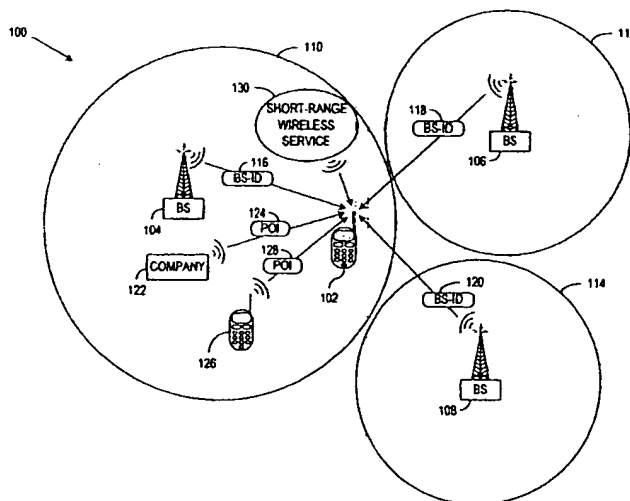 100
110
130
SHORT-RANGE
WIRELESS
SERVICE
118
BS-ID
BS
106
116
BS-ID
BS
104
124
POI
128
POI
COMPANY
122
102
126
120
BS-ID
114
BS
108